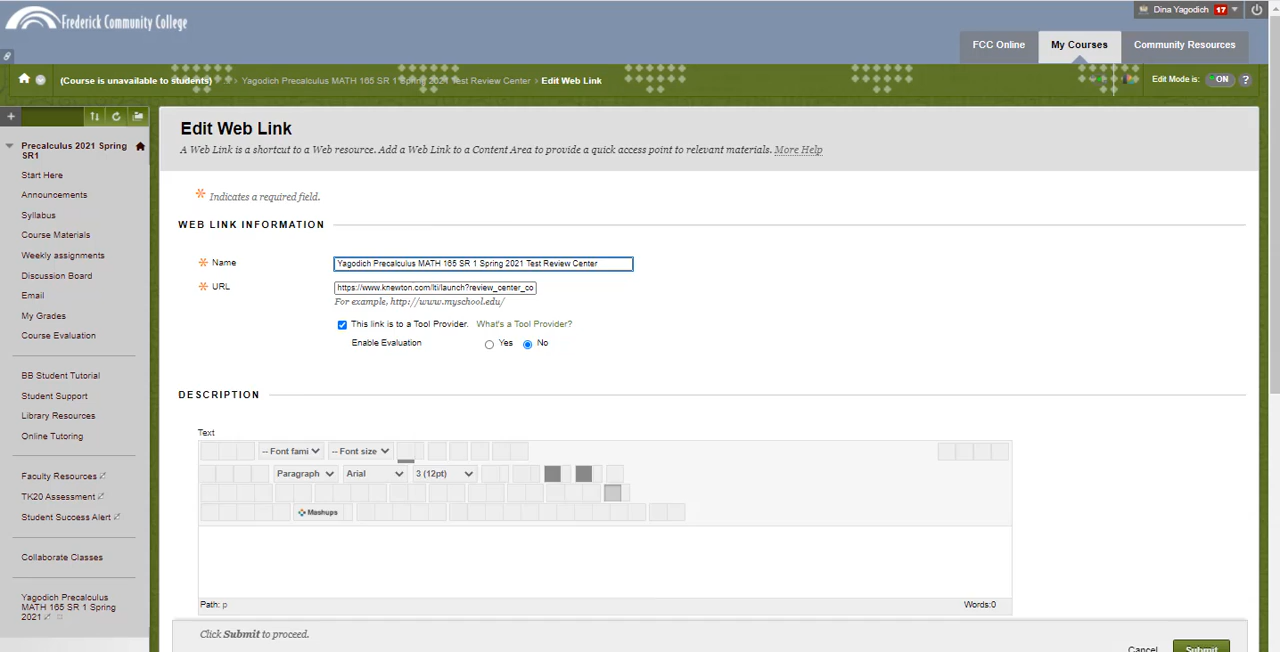 Frederick Community College
Dina Yagodich 17
FCC Online My Courses Community Resources
(Course is unavailable to students) Yagodich Precalculus MATH 165 SR 1 Spring 2021 Test Review Center Edit Web Link
Edit Mode is: ON ?
Precalculus 2021 Spring
SR1
Start Here
Announcements
Syllabus
Course Materials
Weekly assignments
Discussion Board
Email
My Grades
Course Evaluation
BB Student Tutorial
Student Support
Library Resources
Online Tutoring
Faculty Resources
TK20 Assessment
Student Success Alert
Collaborate Classes
Yagodich Precalculus
MATH 165 SR 1 Spring
2021
Edit Web Link
A Web Link is a shortcut to a Web resource. Add a Web Link to a Content Area to provide a quick access point to relevant materials. More Help
Indicates a required field.
WEB LINK INFORMATION
Name Yagodich Precalculus MATH 165 SR 1 Spring 2021 Test Review Center
URL https://www.knewton.com/lti/launch?review_center_co
For example, http://www.myschool.edu/
This link is to a Tool Provider. What's a Tool Provider?
Enable Evaluation Yes No
DESCRIPTION
Text
-- Font fami -- Font size
Paragraph Arial 3 (12pt)
Mashups
Path: p Words:0
Click Submit to proceed.
Cancel Submit